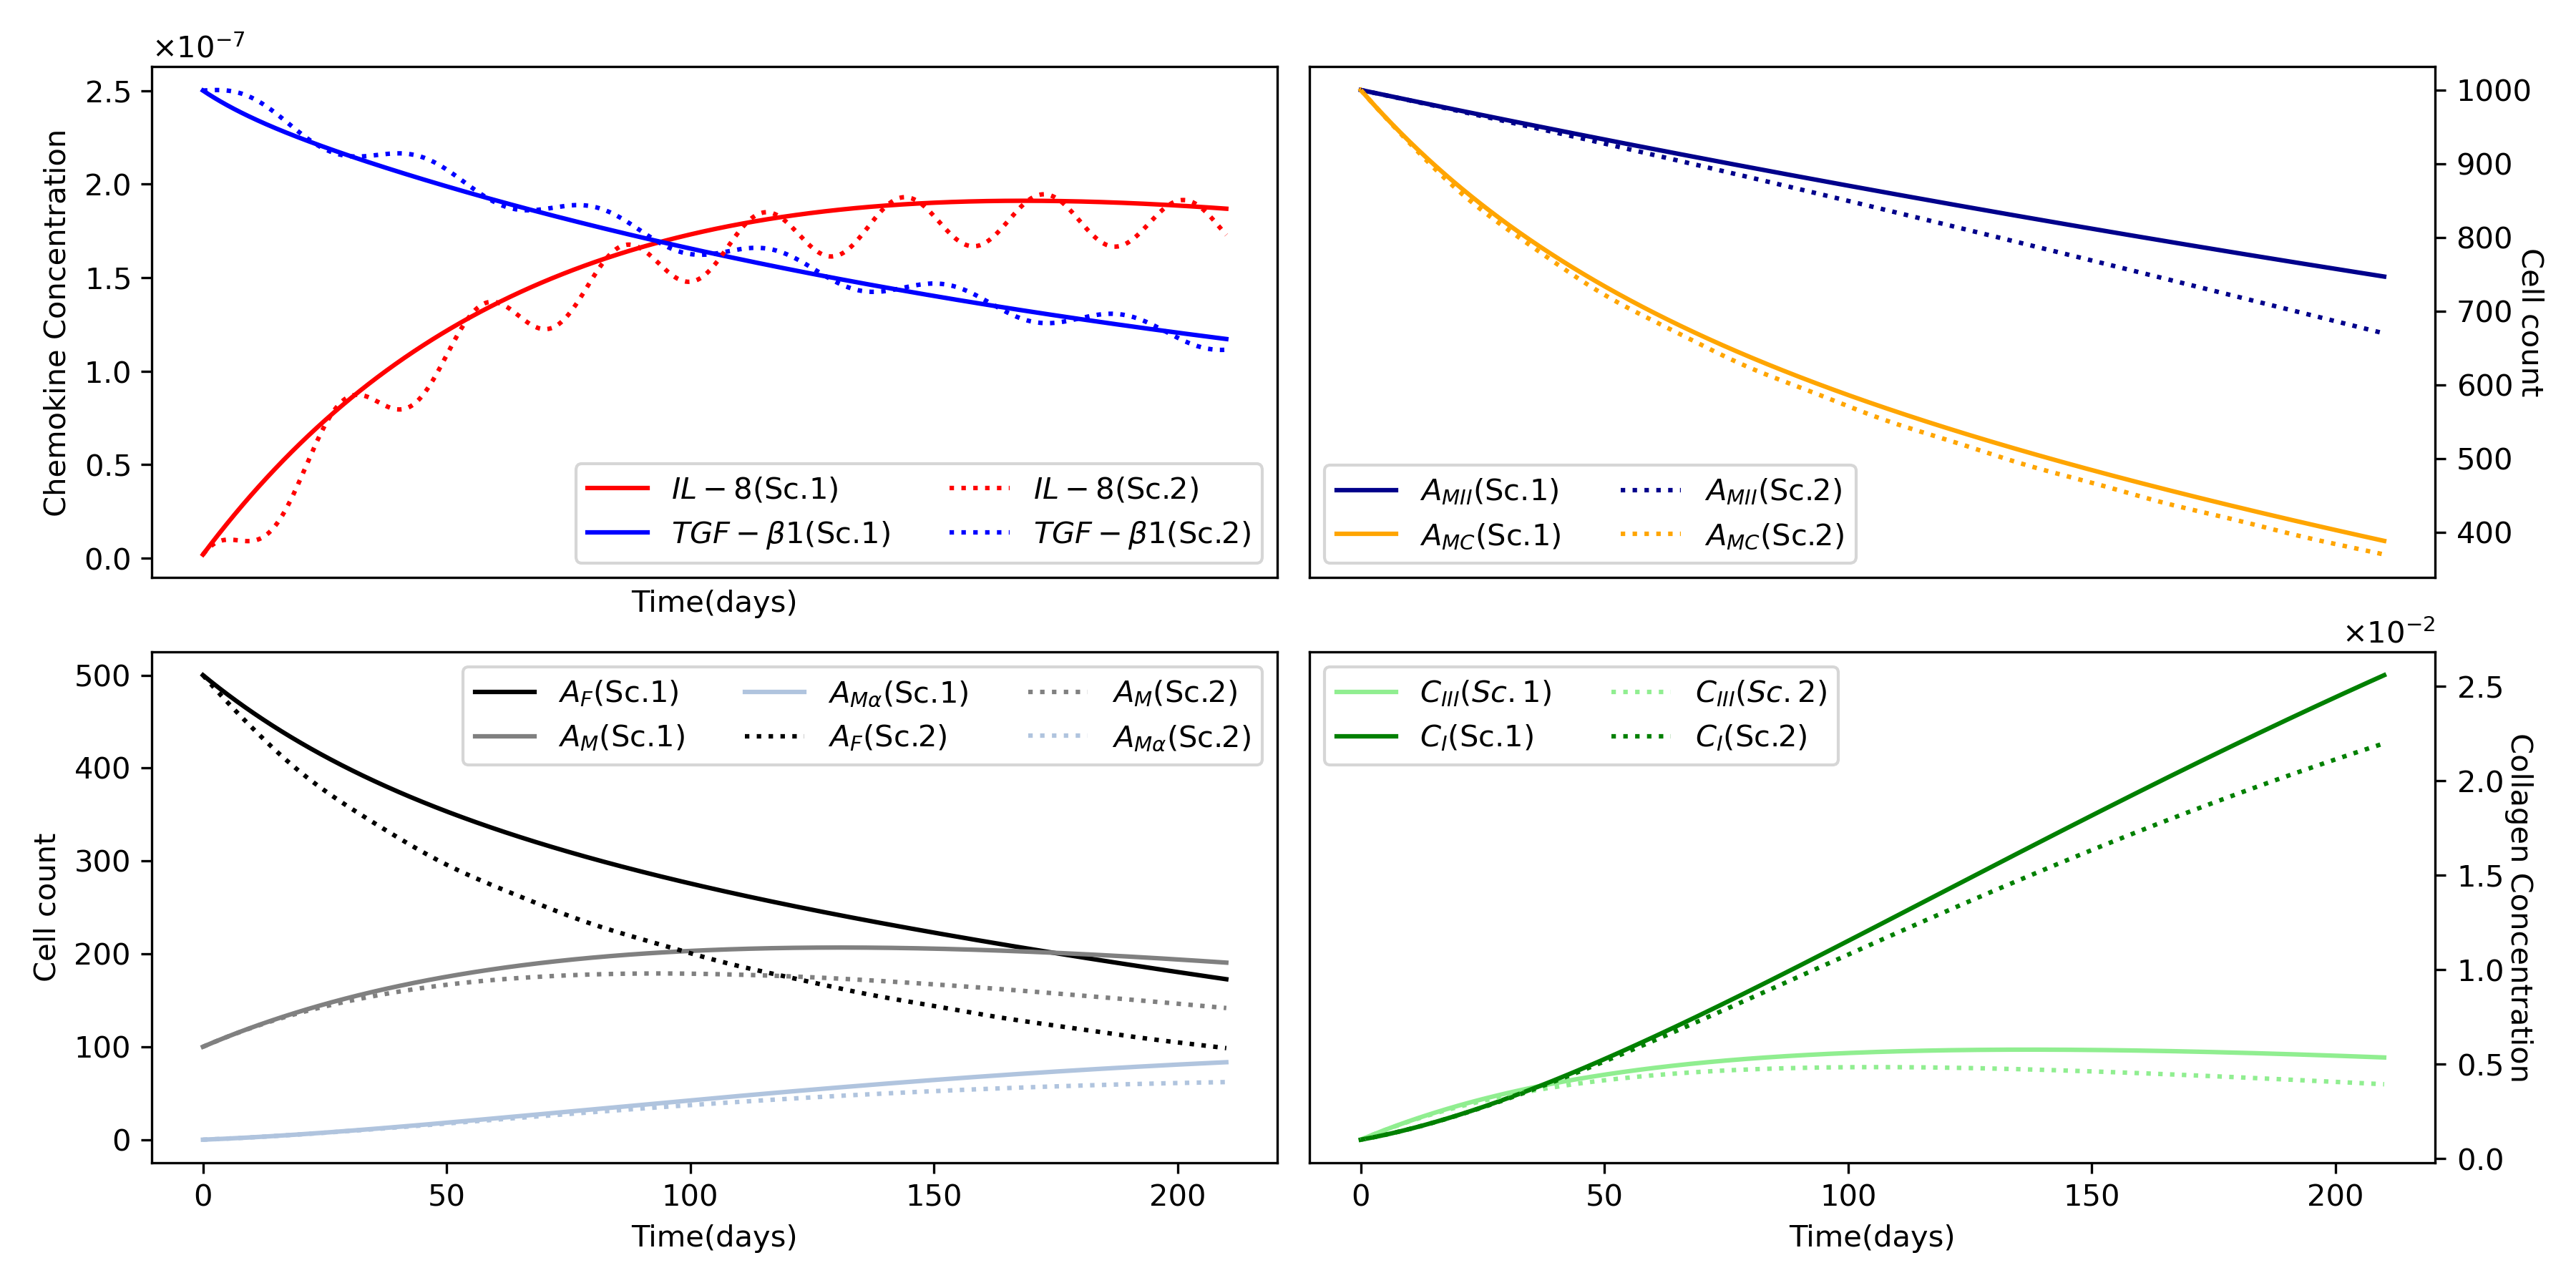 ×10⁻⁷
2.5
2.0
1.5
1.0
0.5
0.0
Chemokine Concentration
IL − 8(Sc.1)
TGF − β1(Sc.1)
IL − 8(Sc.2)
TGF − β1(Sc.2)
Time(days)
A_MII(Sc.1)
A_MC(Sc.1)
A_MII(Sc.2)
A_MC(Sc.2)
1000
900
800
700
600
500
400
Cell count
500
400
300
200
100
0
Cell count
A_F(Sc.1)
A_M(Sc.1)
A_Mα(Sc.1)
A_F(Sc.2)
A_M(Sc.2)
A_Mα(Sc.2)
0 50 100 150 200
Time(days)
×10⁻²
C_III(Sc.1)
C_I(Sc.1)
C_III(Sc.2)
C_I(Sc.2)
2.5
2.0
1.5
1.0
0.5
0.0
Collagen Concentration
0 50 100 150 200
Time(days)